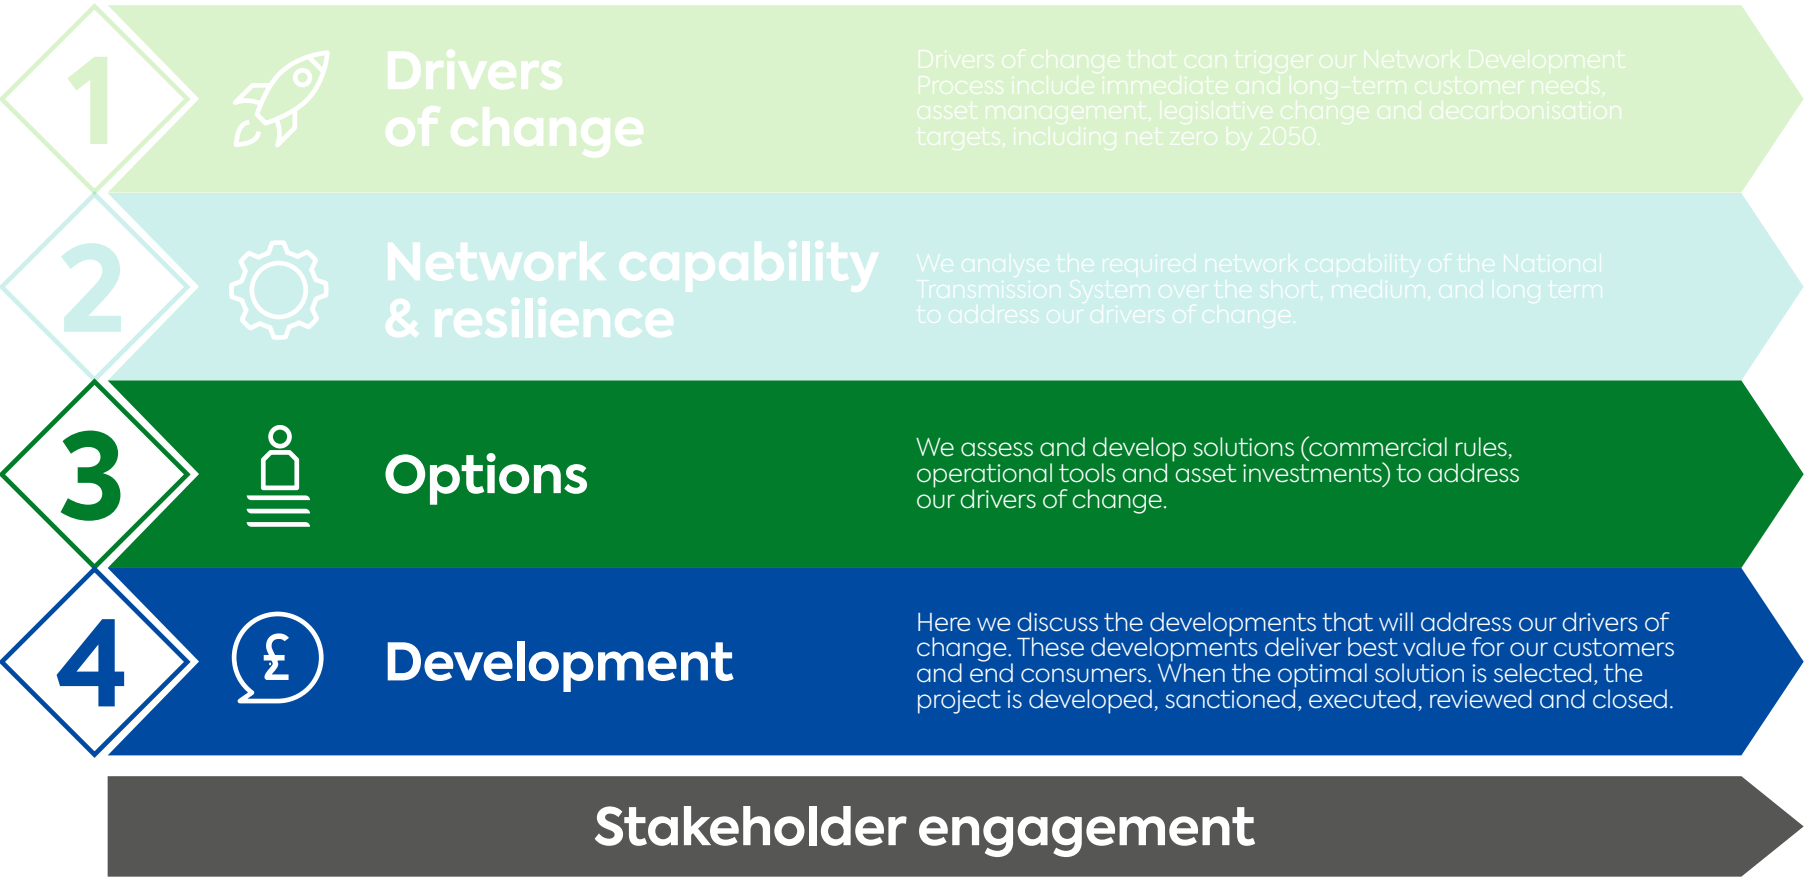 1
Drivers
of change
Drivers of change that can trigger our Network Development
Process include immediate and long-term customer needs,
asset management, legislative change and decarbonisation
targets, including net zero by 2050.
2
Network capability
& resilience
We analyse the required network capability of the National
Transmission System over the short, medium, and long term
to address our drivers of change.
3
Options
We assess and develop solutions (commercial rules,
operational tools and asset investments) to address
our drivers of change.
4
£
Development
Here we discuss the developments that will address our drivers of
change. These developments deliver best value for our customers
and end consumers. When the optimal solution is selected, the
project is developed, sanctioned, executed, reviewed and closed.
Stakeholder engagement